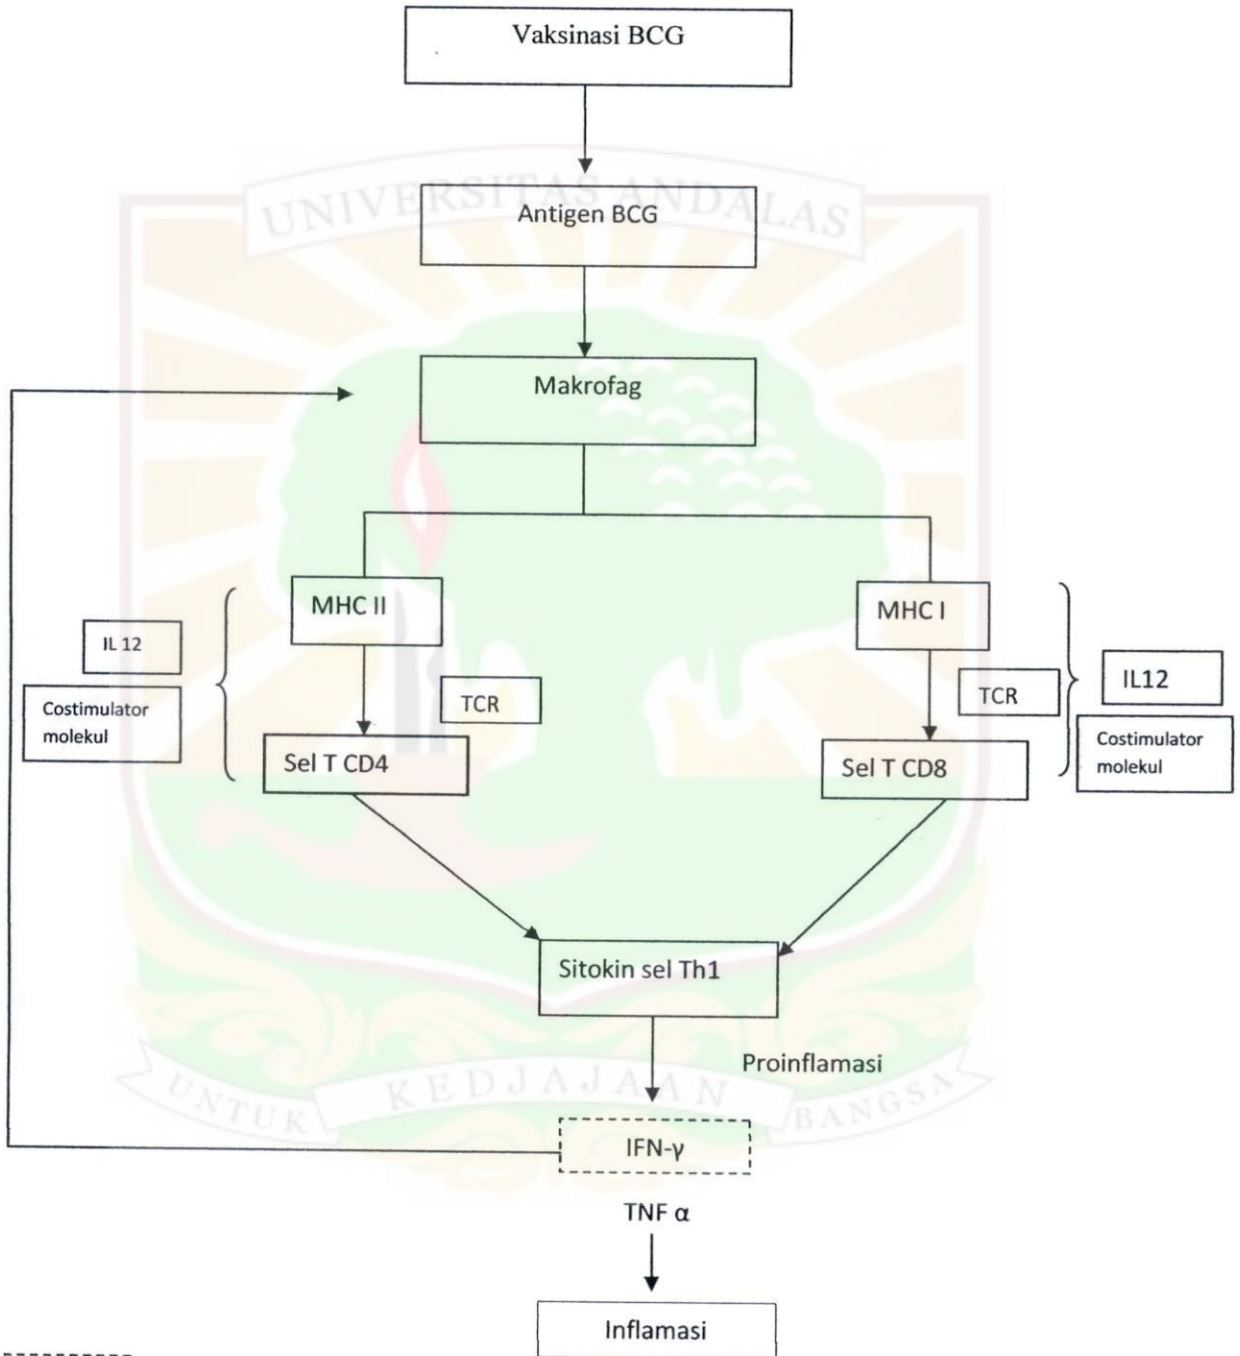 Vaksinasi BCG
UNIVERSITAS ANDALAS
Antigen BCG
Makrofag
MHC II
MHC I
IL 12
TCR
TCR
IL12
Costimulator
molekul
Costimulator
molekul
Sel T CD4
Sel T CD8
Sitokin sel Th1
Proinflamasi
UNTUK KEDJAJAAN BANGSA
IFN-γ
TNF α
Inflamasi